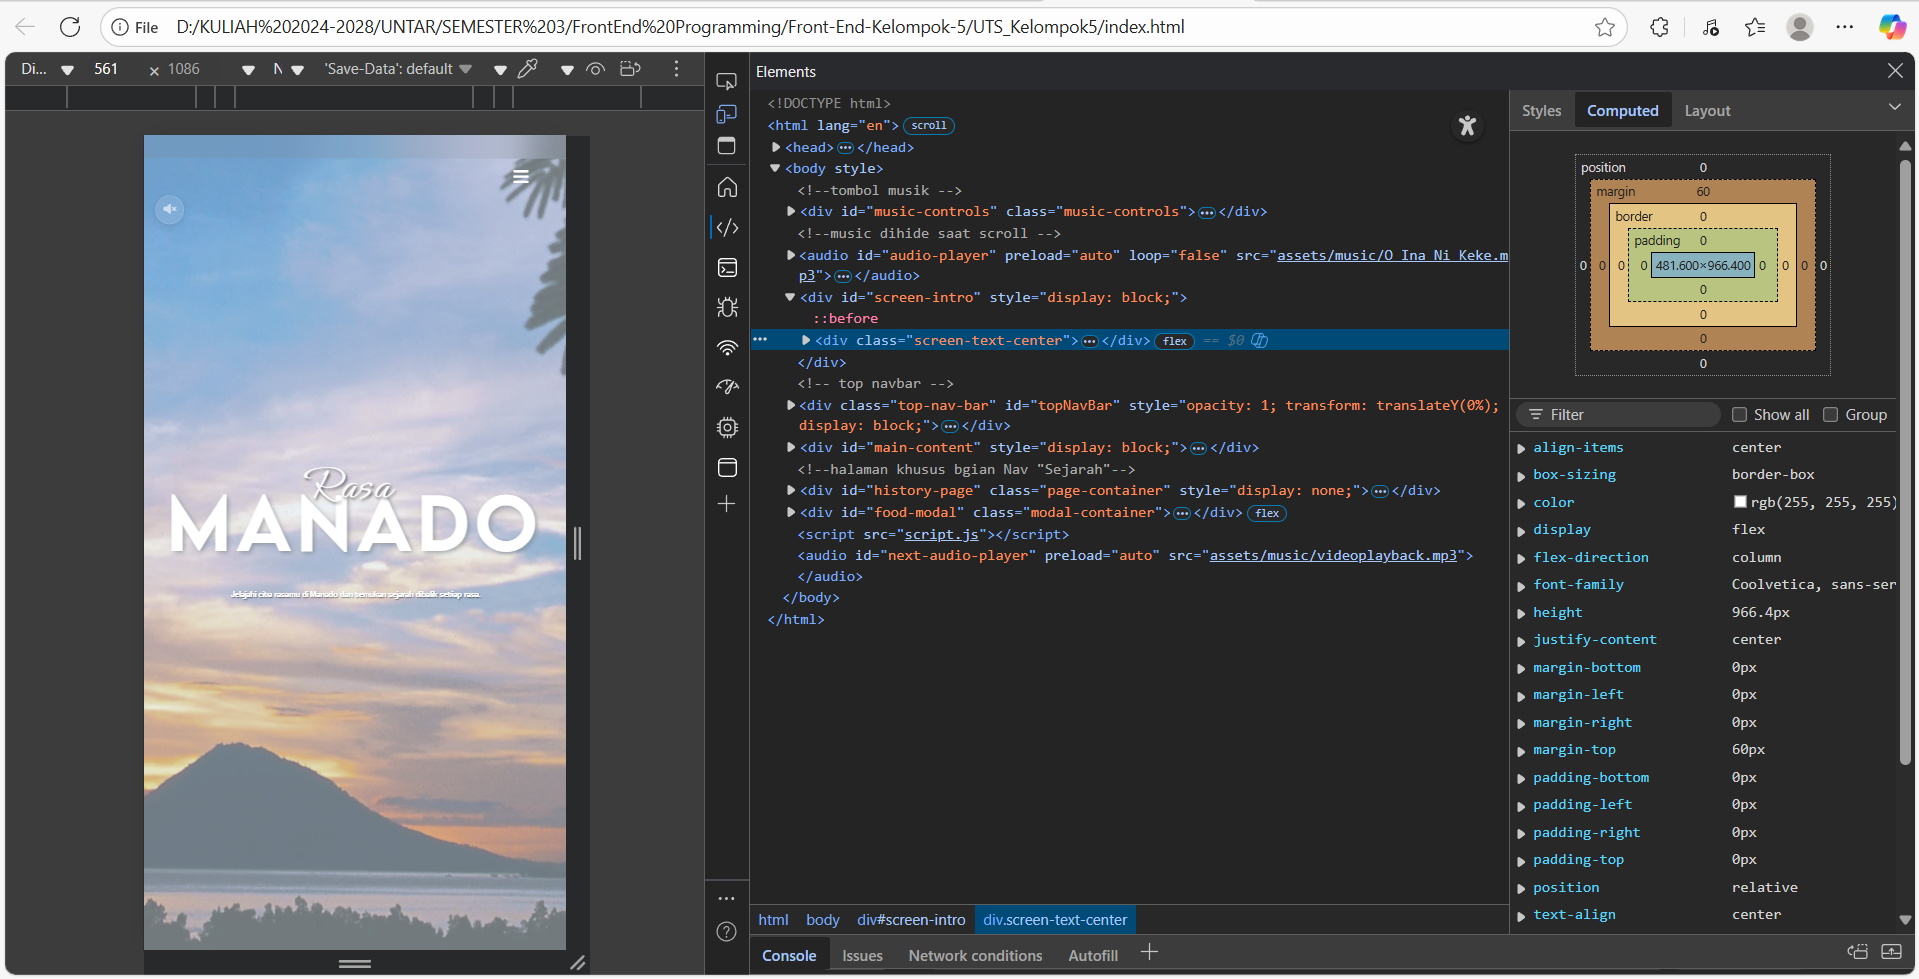 File D:/KULIAH%202024-2028/UNTAR/SEMESTER%203/FrontEnd%20Programming/Front-End-Kelompok-5/UTS_Kelompok5/index.html
Di... 561 × 1086 N 'Save-Data': default
Rasa
MANADO
Jelajahi cita rasamu di Manado dan temukan sejarah dibalik setiap rasa.
Elements
<!DOCTYPE html>
<html lang="en"> scroll
<head> ... </head>
<body style>
<!--tombol musik -->
<div id="music-controls" class="music-controls"> ... </div>
<!--music dihide saat scroll -->
<audio id="audio-player" preload="auto" loop="false" src="assets/music/O Ina Ni Keke.m
p3"> ... </audio>
<div id="screen-intro" style="display: block;">
::before
... <div class="screen-text-center"> ... </div> flex == $0
</div>
<!-- top navbar -->
<div class="top-nav-bar" id="topNavBar" style="opacity: 1; transform: translateY(0%);
display: block;"> ... </div>
<div id="main-content" style="display: block;"> ... </div>
<!--halaman khusus bgian Nav "Sejarah"-->
<div id="history-page" class="page-container" style="display: none;"> ... </div>
<div id="food-modal" class="modal-container"> ... </div> flex
<script src="script.js"></script>
<audio id="next-audio-player" preload="auto" src="assets/music/videoplayback.mp3">
</audio>
</body>
</html>
html body div#screen-intro div.screen-text-center
Console Issues Network conditions Autofill
Styles Computed Layout
position 0
margin 60
border 0
padding 0
0 0 0 0 481.600×966.400 0 0 0 0
0
0
0
0
Filter Show all Group
align-items center
box-sizing border-box
color rgb(255, 255, 255)
display flex
flex-direction column
font-family Coolvetica, sans-ser
height 966.4px
justify-content center
margin-bottom 0px
margin-left 0px
margin-right 0px
margin-top 60px
padding-bottom 0px
padding-left 0px
padding-right 0px
padding-top 0px
position relative
text-align center